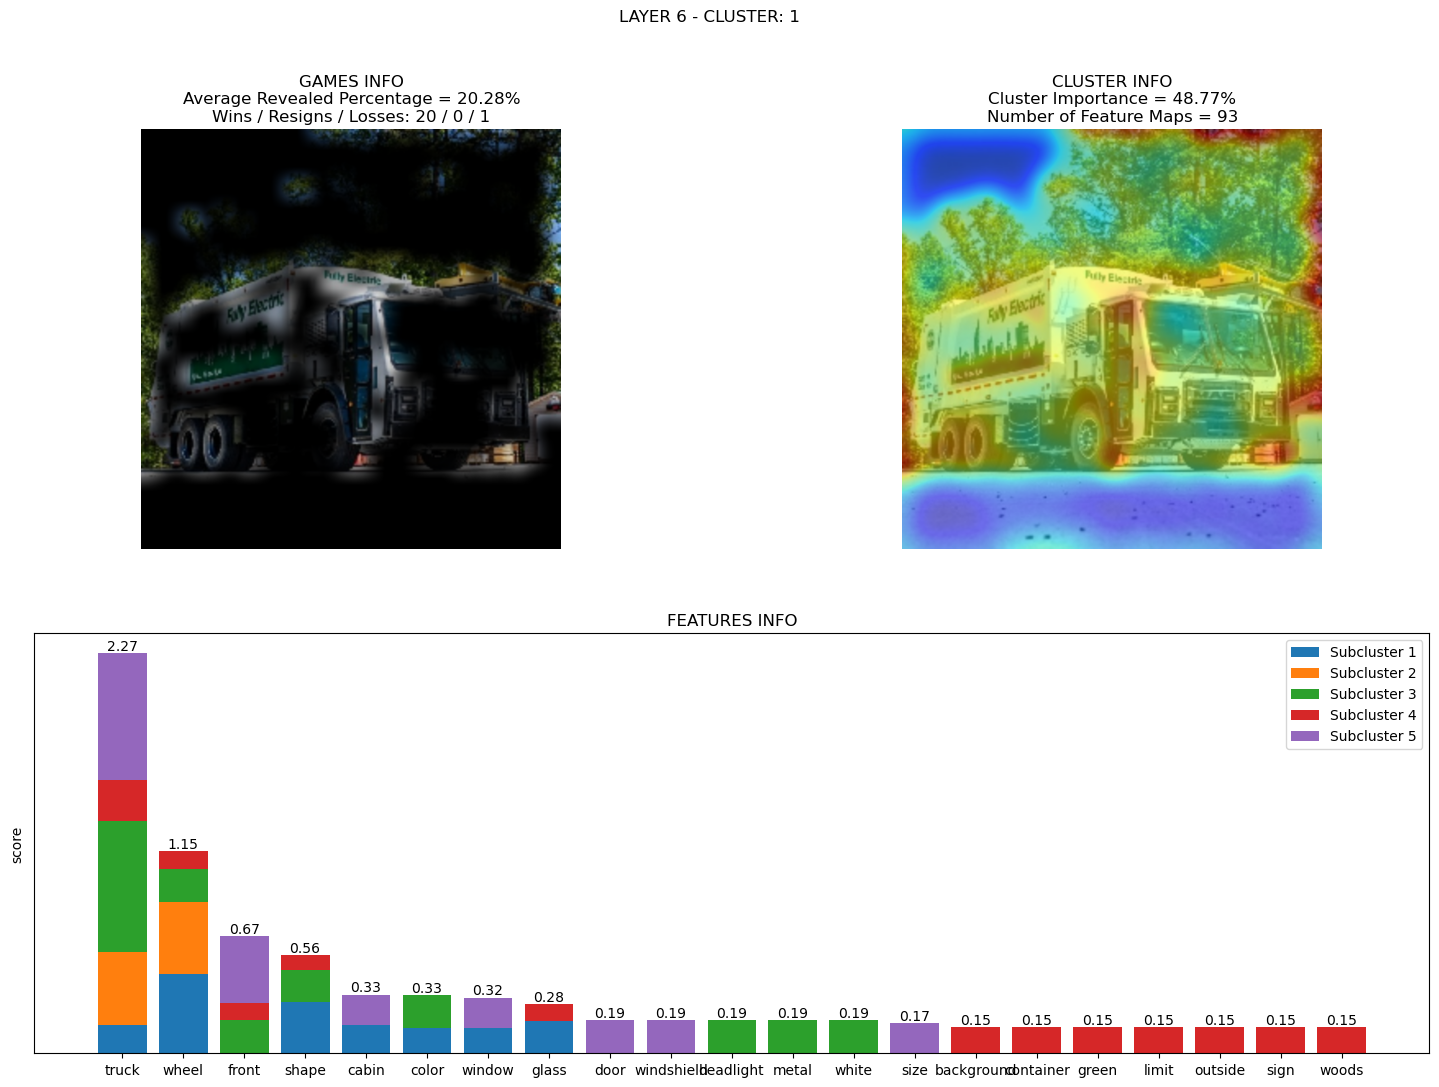 LAYER 6 - CLUSTER: 1
GAMES INFO
Average Revealed Percentage = 20.28%
Wins / Resigns / Losses: 20 / 0 / 1
CLUSTER INFO
Cluster Importance = 48.77%
Number of Feature Maps = 93
Fully Electric
Fully Electric
Fully Electric
Fully Electric
FEATURES INFO
score
2.27
1.15
0.67
0.56
0.33
0.33
0.32
0.28
0.19
0.19
0.19
0.19
0.19
0.17
0.15
0.15
0.15
0.15
0.15
0.15
0.15
Subcluster 1
Subcluster 2
Subcluster 3
Subcluster 4
Subcluster 5
truck wheel front shape cabin color window glass door windshield headlight metal white size background container green limit outside sign woods